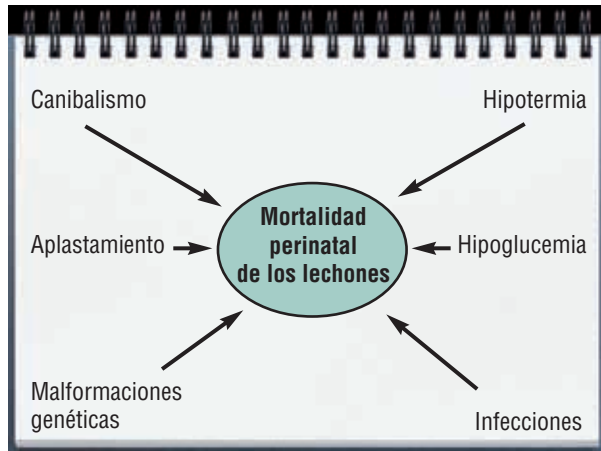 Canibalismo
Hipotermia
Mortalidad
perinatal
de los lechones
Aplastamiento
Hipoglucemia
Malformaciones
genéticas
Infecciones